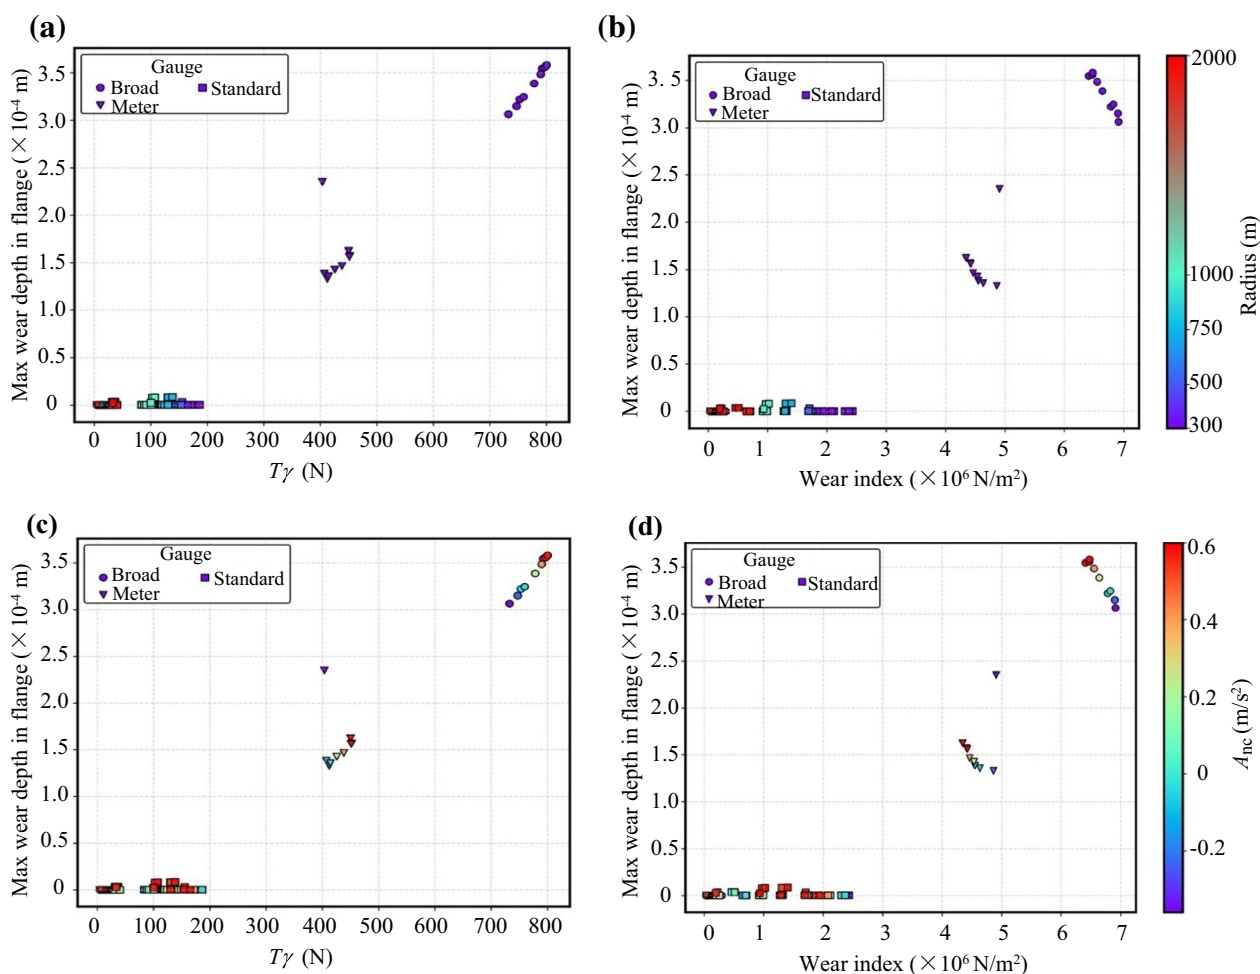 (a)
Max wear depth in flange (×10⁻⁴ m)
3.5
3.0
2.5
2.0
1.5
1.0
0.5
0
Gauge
Broad
Standard
Meter
0 100 200 300 400 500 600 700 800
Tγ (N)
(b)
Max wear depth in flange (×10⁻⁴ m)
3.5
3.0
2.5
2.0
1.5
1.0
0.5
0
Gauge
Broad
Standard
Meter
0 1 2 3 4 5 6 7
Wear index (×10⁶ N/m²)
2000
1000
750
500
300
Radius (m)
(c)
Max wear depth in flange (×10⁻⁴ m)
3.5
3.0
2.5
2.0
1.5
1.0
0.5
0
Gauge
Broad
Standard
Meter
0 100 200 300 400 500 600 700 800
Tγ (N)
(d)
Max wear depth in flange (×10⁻⁴ m)
3.5
3.0
2.5
2.0
1.5
1.0
0.5
0
Gauge
Broad
Standard
Meter
0 1 2 3 4 5 6 7
Wear index (×10⁶ N/m²)
0.6
0.4
0.2
0
-0.2
Anc (m/s²)